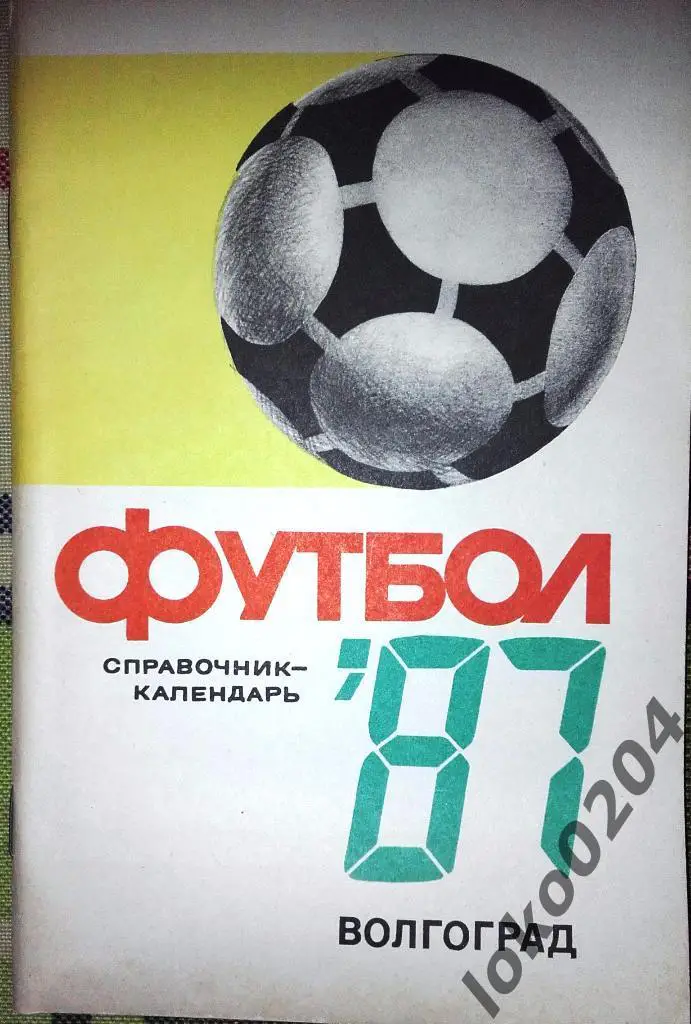 ФУТБОЛ
СПРАВОЧНИК-
КАЛЕНДАРЬ
'87
ВОЛГОГРАД
loko0204